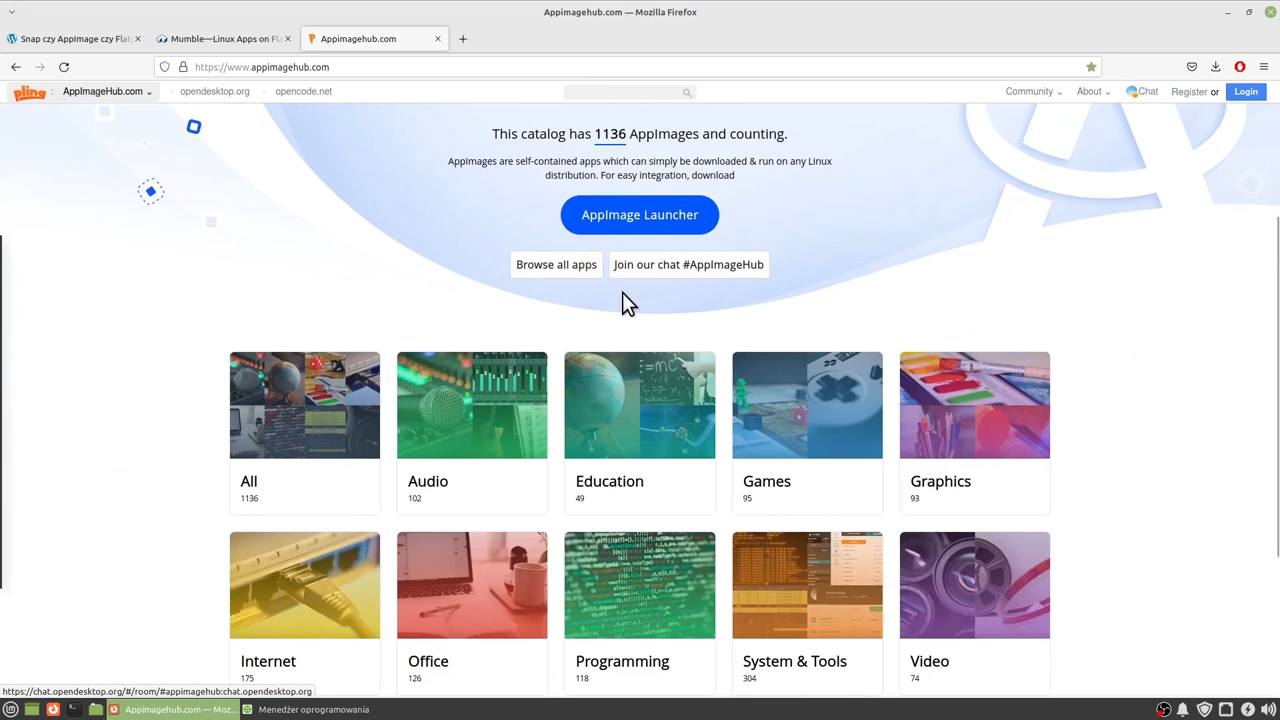 Appimagehub.com — Mozilla Firefox
Snap czy AppImage czy Flat
Mumble—Linux Apps on Fl
Appimagehub.com
https://www.appimagehub.com
pling : AppImageHub.com opendesktop.org opencode.net Community About Chat Register or Login
This catalog has 1136 AppImages and counting.
AppImages are self-contained apps which can simply be downloaded & run on any Linux
distribution. For easy integration, download
AppImage Launcher
Browse all apps Join our chat #AppImageHub
All Audio Education Games Graphics
1136 102 49 95 93
Internet Office Programming System & Tools Video
175 126 118 304 74
https://chat.opendesktop.org/#/room/#appimagehub:chat.opendesktop.org
Appimagehub.com — Moz... Menedżer oprogramowania